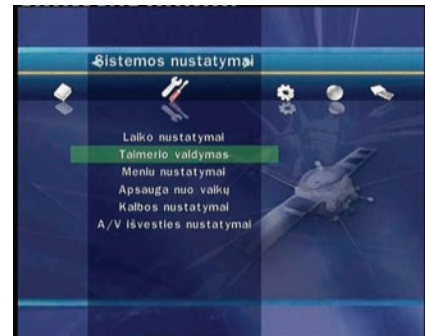 Sistemos nustatymai
Laiko nustatymai
Taimerio valdymas
Meniu nustatymai
Apsauga nuo vaikų
Kalbos nustatymai
A/V išvesties nustatymai